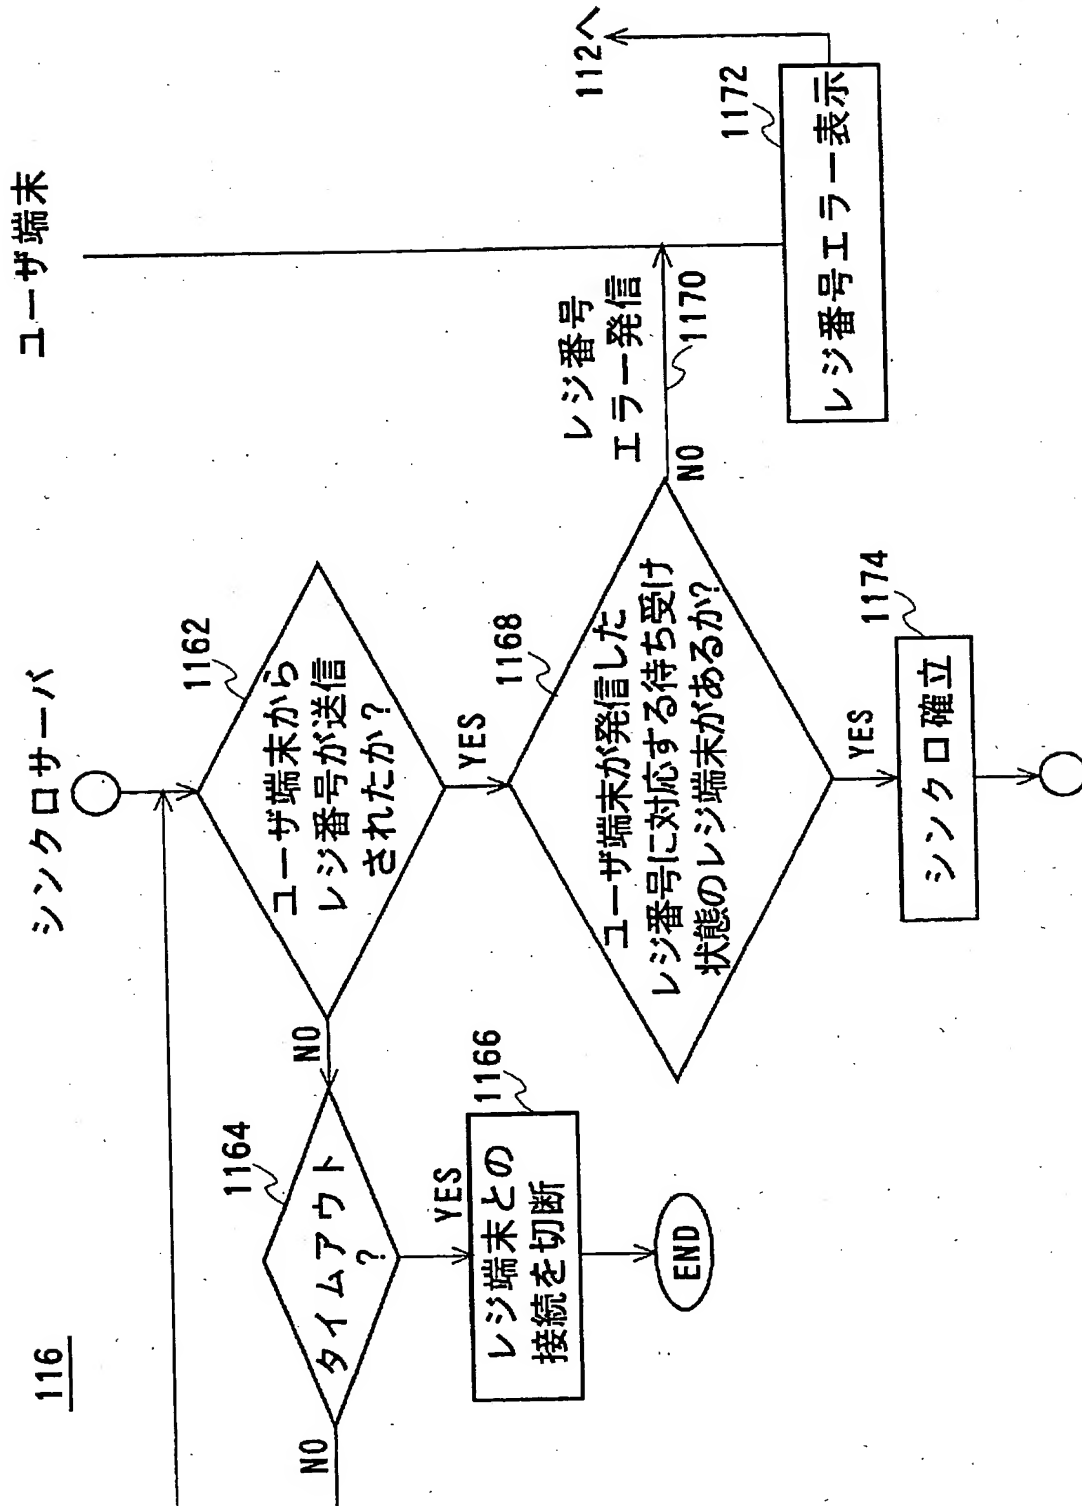 116
シンクロサーバ
ユーザ端末
1162
ユーザ端末から
レジ番号が送信
されたか？
NO
YES
1164
タイムアウト
？
NO
YES
1166
レジ端末との
接続を切断
END
1168
ユーザ端末が発信した
レジ番号に対応する待ち受け
状態のレジ端末があるか？
NO
YES
レジ番号
エラー発信
1170
1172
レジ番号エラー表示
112へ
1174
シンクロ確立